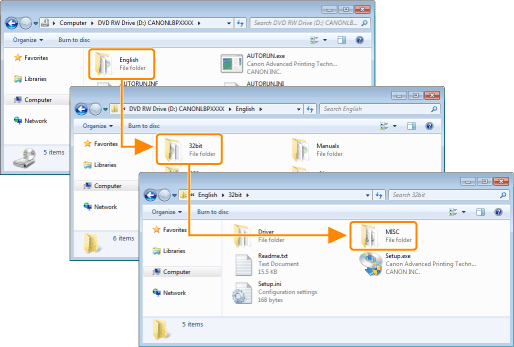 Computer ▸ DVD RW Drive (D:) CANONLBPXXXX ▸
Search DVD RW Drive (D:) CANONL...
Organize ▾ Burn to disc
Favorites
Libraries
Computer
Network
English
File folder
AUTORUN.exe
Canon Advanced Printing Techn...
CANON.INC.
AUTORUN.INF
AUTORUN.INI
5 items
DVD RW Drive (D:) CANONLBPXXXX ▸ English ▸
Search English
Organize ▾ Burn to disc
Favorites
Libraries
Computer
Network
32bit
File folder
Manuals
File folder
6 items
« English ▸ 32bit ▸
Search 32bit
Organize ▾ Burn to disc
Favorites
Libraries
Computer
Network
Driver
File folder
MISC
File folder
Readme.txt
Text Document
15.5 KB
Setup.exe
Canon Advanced Printing Techn...
CANON.INC.
Setup.ini
Configuration settings
168 bytes
5 items